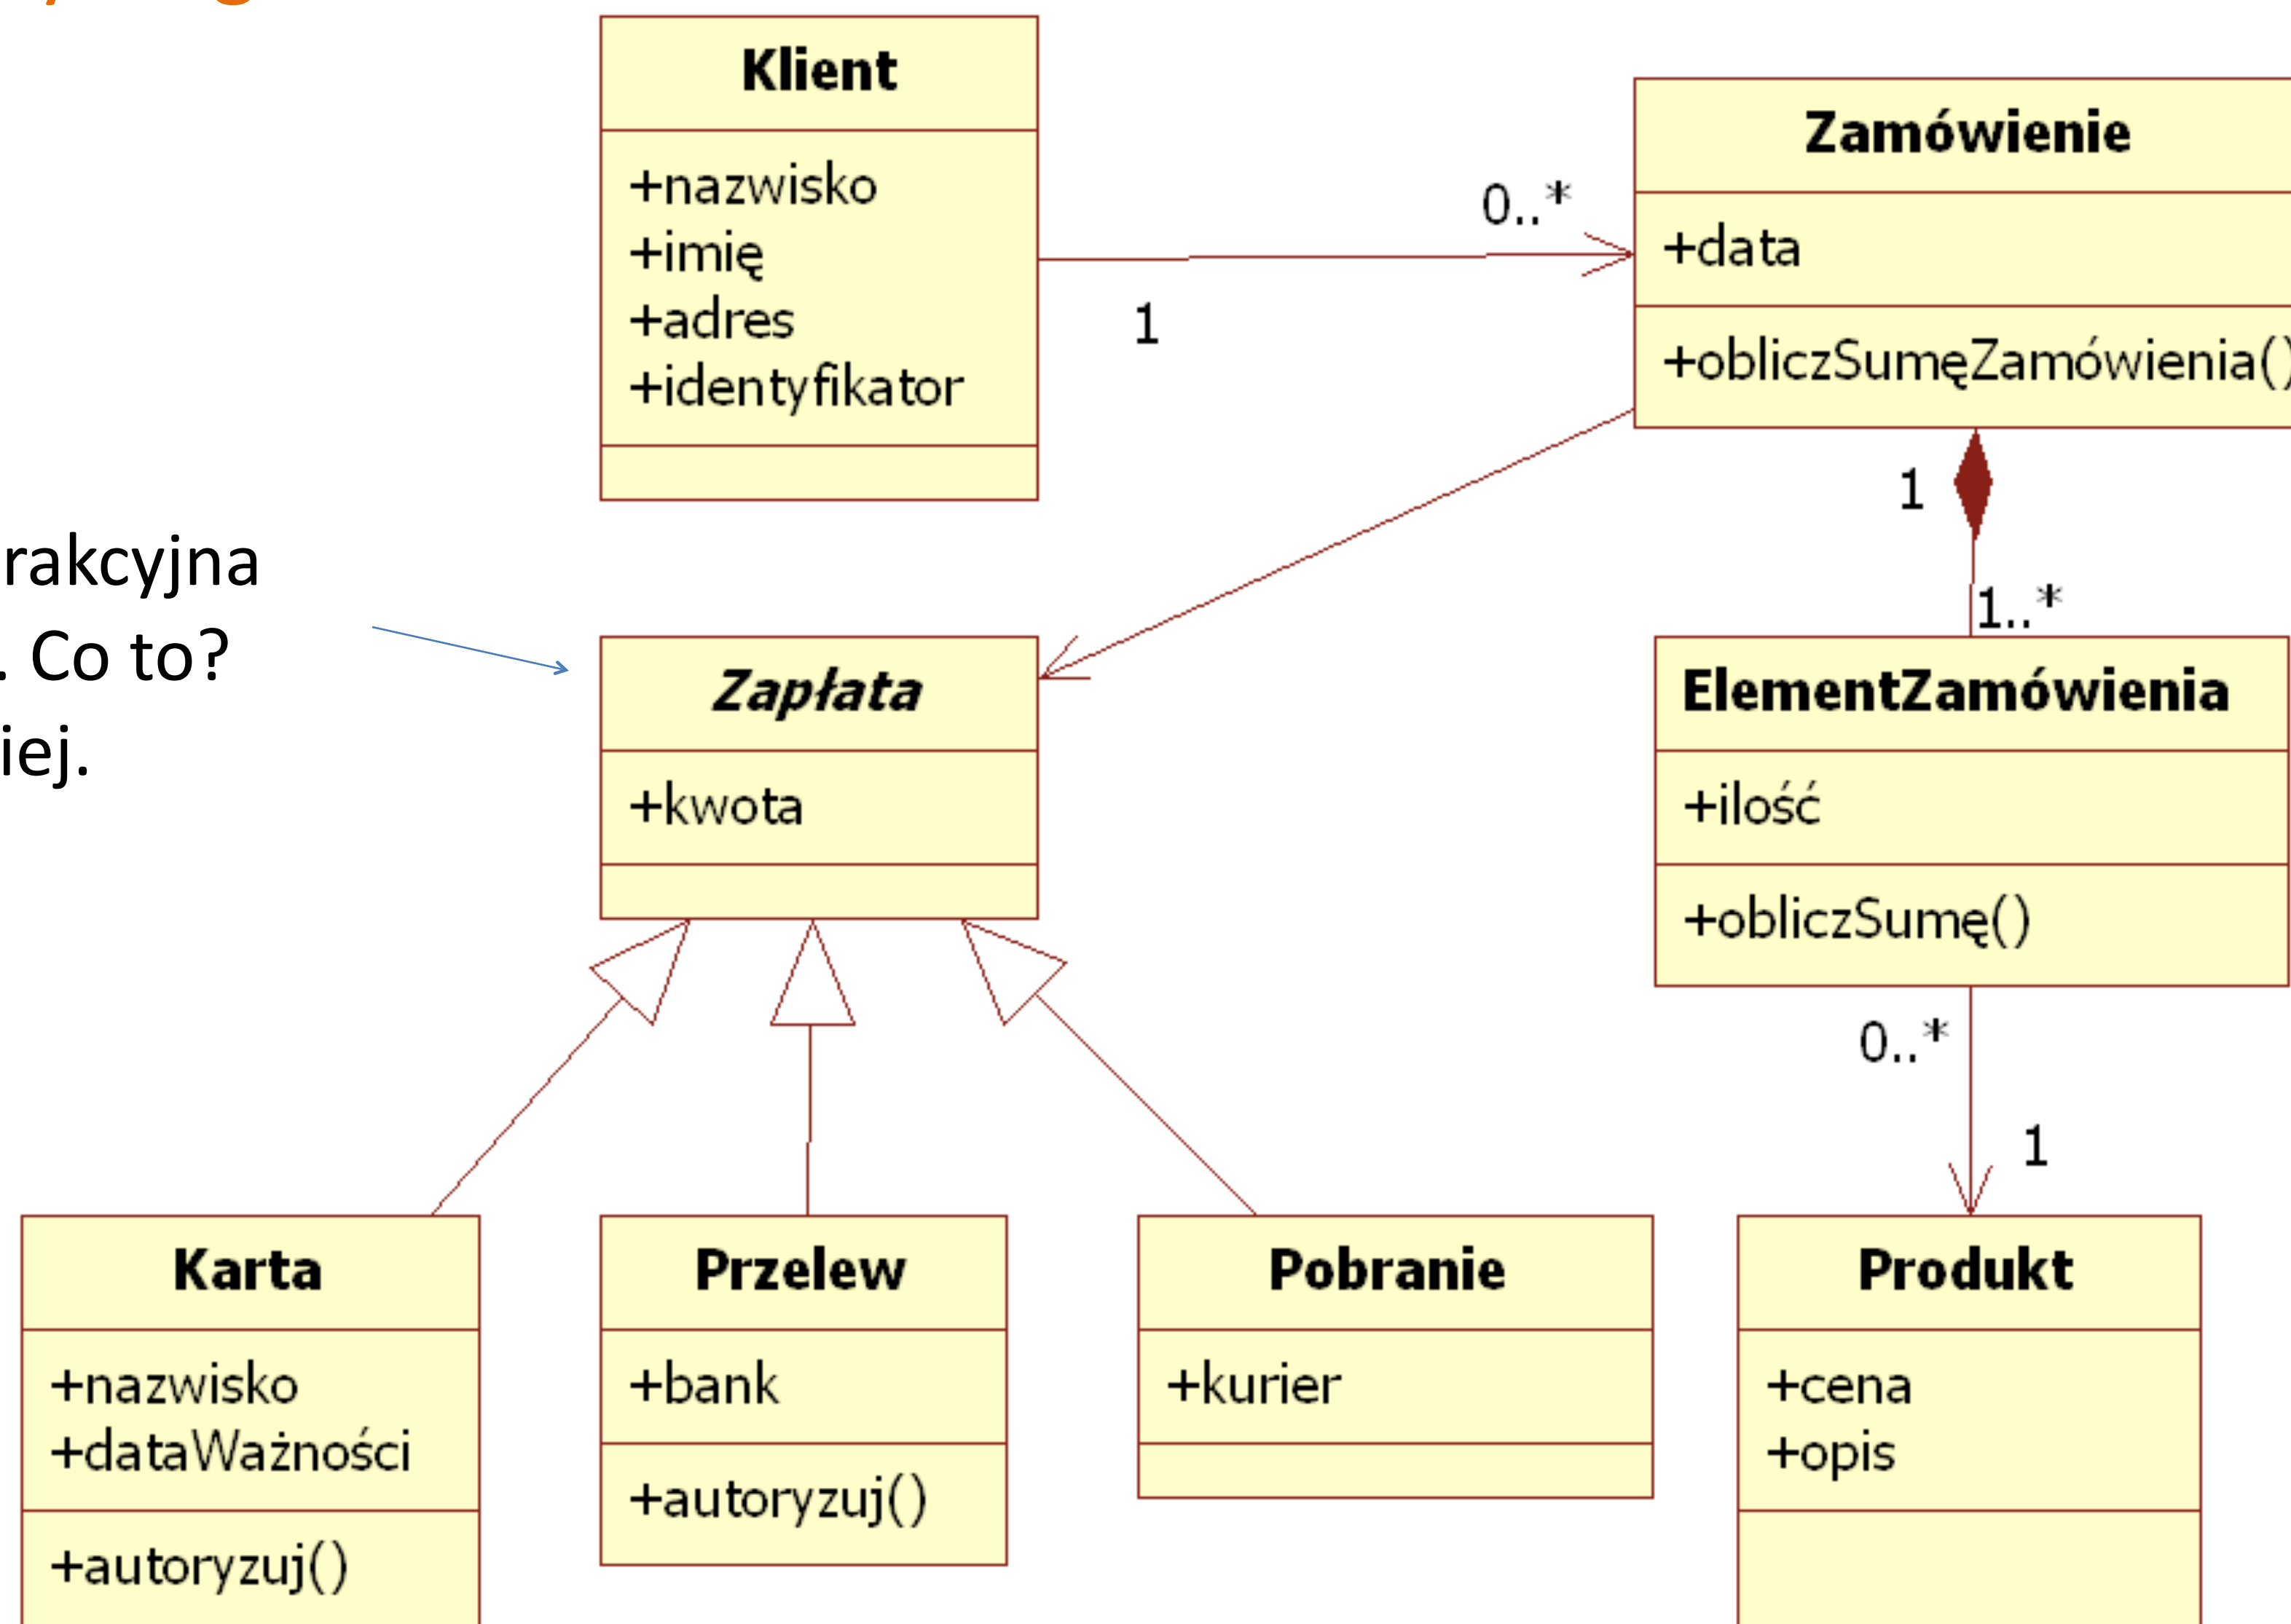 Klient
+nazwisko
+imię
+adres
+identyfikator
1
0..*
Zamówienie
+data
+obliczSumęZamówienia()
1
1..*
rakcyjna
. Co to?
iej.
Zapłata
+kwota
ElementZamówienia
+ilość
+obliczSumę()
0..*
1
Karta
+nazwisko
+dataWażności
+autoryzuj()
Przelew
+bank
+autoryzuj()
Pobranie
+kurier
Produkt
+cena
+opis